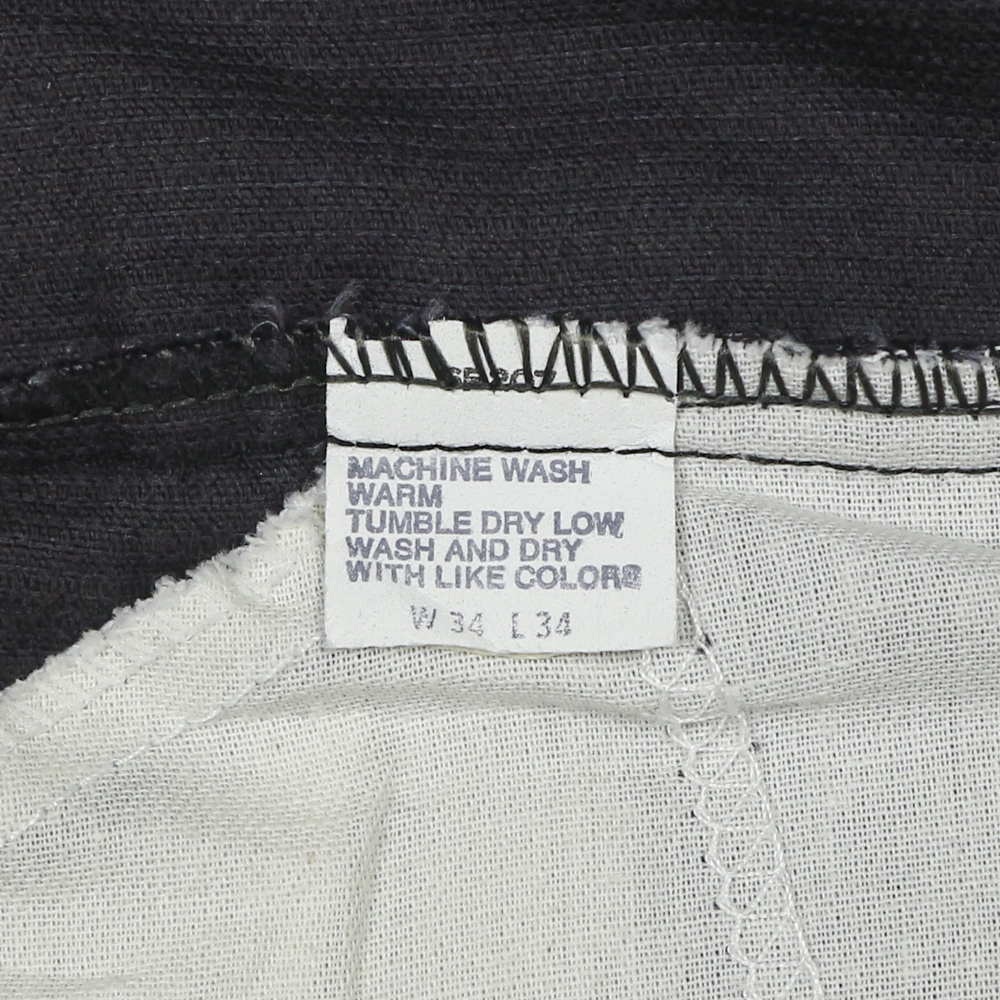 MACHINE WASH
WARM
TUMBLE DRY LOW,
WASH AND DRY
WITH LIKE COLORS
W 34 L 34